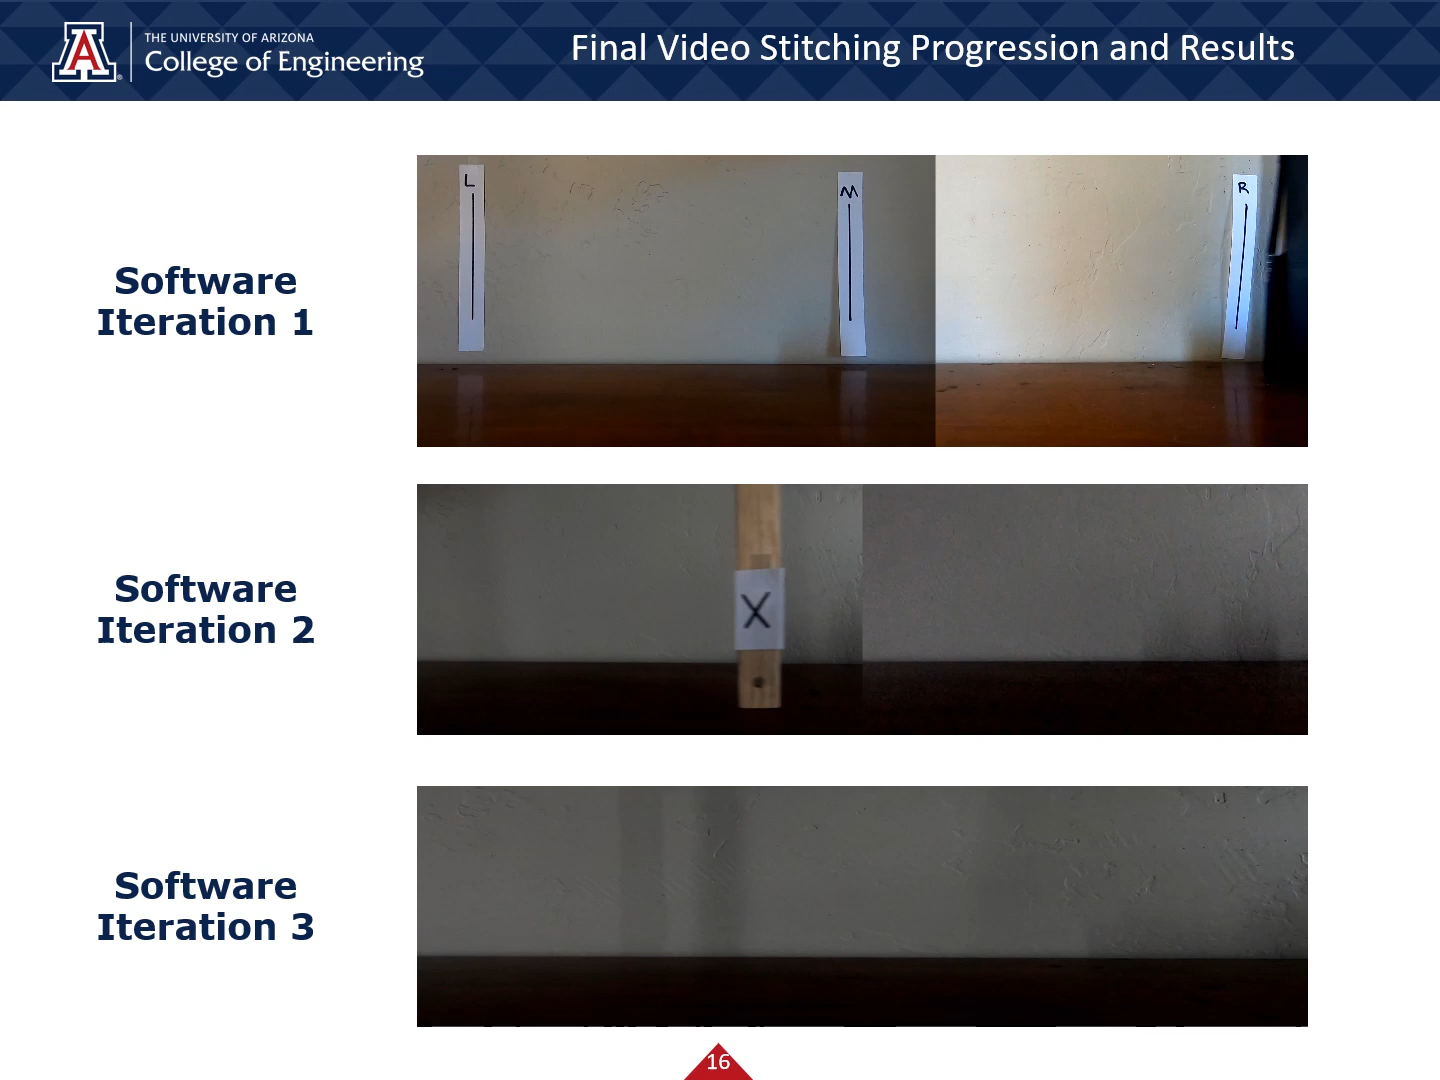 THE UNIVERSITY OF ARIZONA
College of Engineering
A
Final Video Stitching Progression and Results
Software
Iteration 1
L
M
R
Software
Iteration 2
X
Software
Iteration 3
16